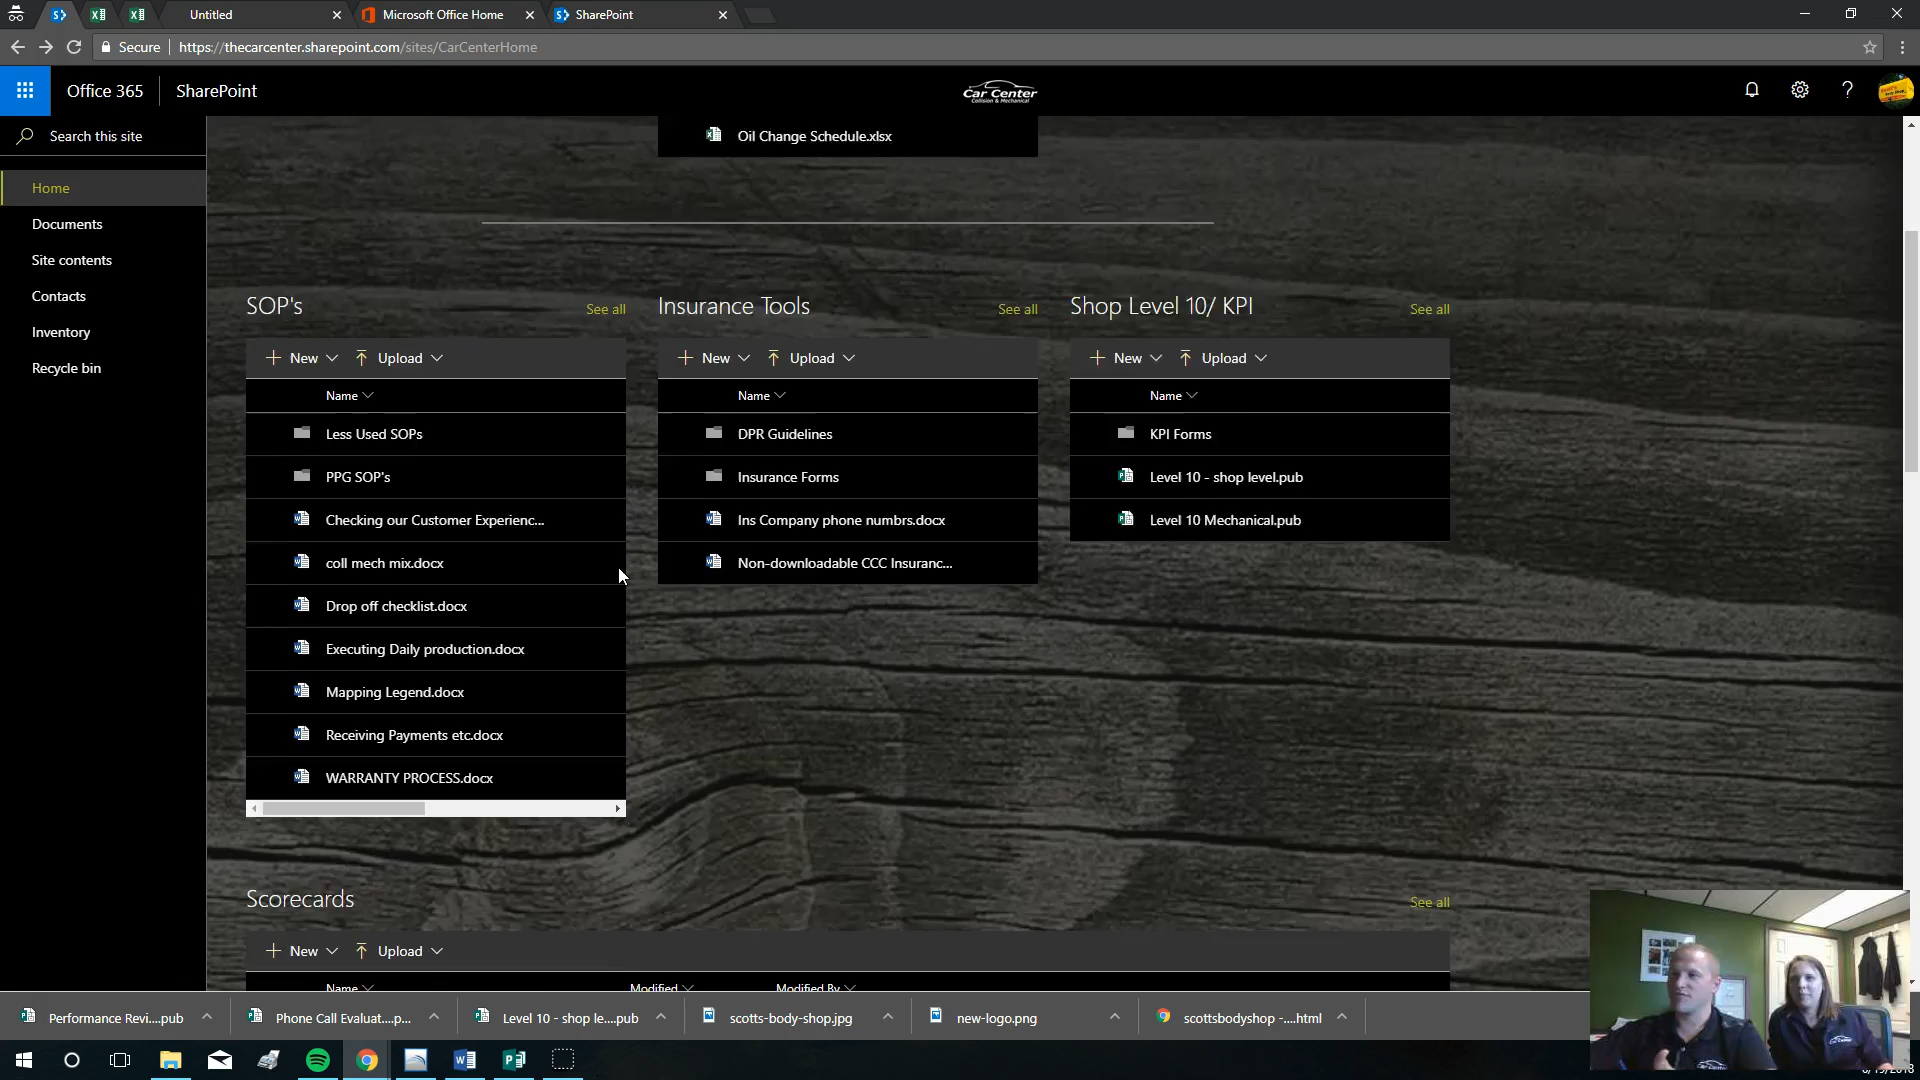 Untitled
Microsoft Office Home
SharePoint
Secure
https://thecarcenter.sharepoint.com/sites/CarCenterHome
Office 365
SharePoint
Car Center
Collision & Mechanical
Search this site
Home
Documents
Site contents
Contacts
Inventory
Recycle bin
Oil Change Schedule.xlsx
SOP's
See all
New
Upload
Name
Less Used SOPs
PPG SOP's
Checking our Customer Experienc...
coll mech mix.docx
Drop off checklist.docx
Executing Daily production.docx
Mapping Legend.docx
Receiving Payments etc.docx
WARRANTY PROCESS.docx
Insurance Tools
See all
New
Upload
Name
DPR Guidelines
Insurance Forms
Ins Company phone numbrs.docx
Non-downloadable CCC Insuranc...
Shop Level 10/ KPI
See all
New
Upload
Name
KPI Forms
Level 10 - shop level.pub
Level 10 Mechanical.pub
Scorecards
See all
New
Upload
Name
Modified
Modified By
Performance Revi....pub
Phone Call Evaluat....p...
Level 10 - shop le....pub
scotts-body-shop.jpg
new-logo.png
scottsbodyshop -....html